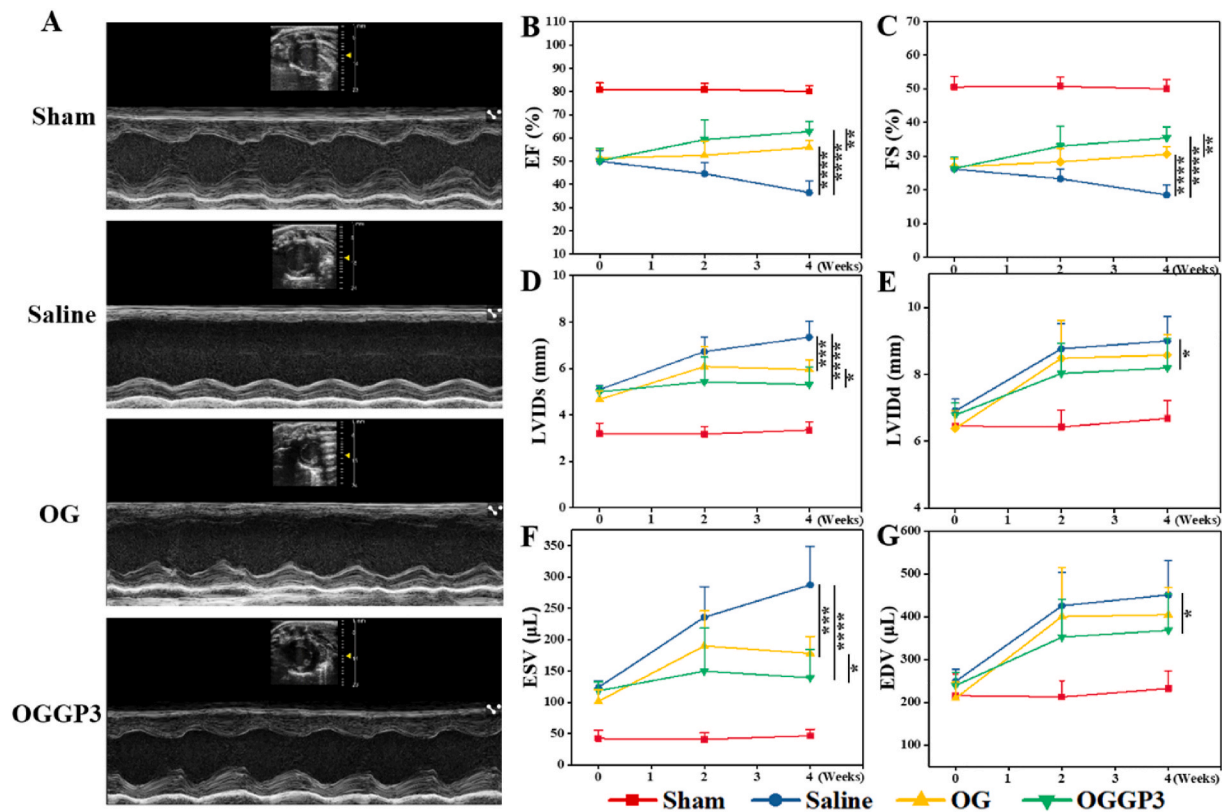 A
Sham
Saline
OG
OGGP3
B
EF (%)
110
100
90
80
70
60
50
40
30
20
10
0 1 2 3 4 (Weeks)
**
****
****
C
FS (%)
70
60
50
40
30
20
10
0
0 1 2 3 4 (Weeks)
**
****
****
D
LVIDs (mm)
10
8
6
4
2
0
0 1 2 3 4 (Weeks)
***
****
*
E
LVIDd (mm)
10
8
6
4
0 1 2 3 4 (Weeks)
*
F
ESV (µL)
350
300
250
200
150
100
50
0
0 1 2 3 4 (Weeks)
***
****
*
G
EDV (µL)
600
500
400
300
200
100
0 1 2 3 4 (Weeks)
*
Sham Saline OG OGGP3